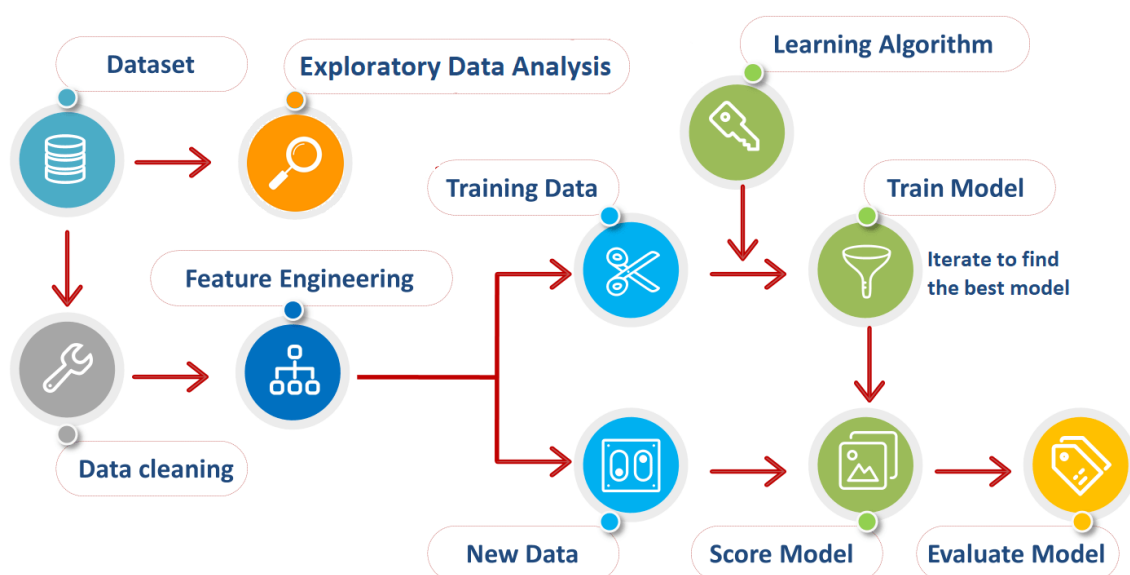 Dataset
Exploratory Data Analysis
Learning Algorithm
Training Data
Train Model
Iterate to find
the best model
Feature Engineering
Data cleaning
New Data
Score Model
Evaluate Model